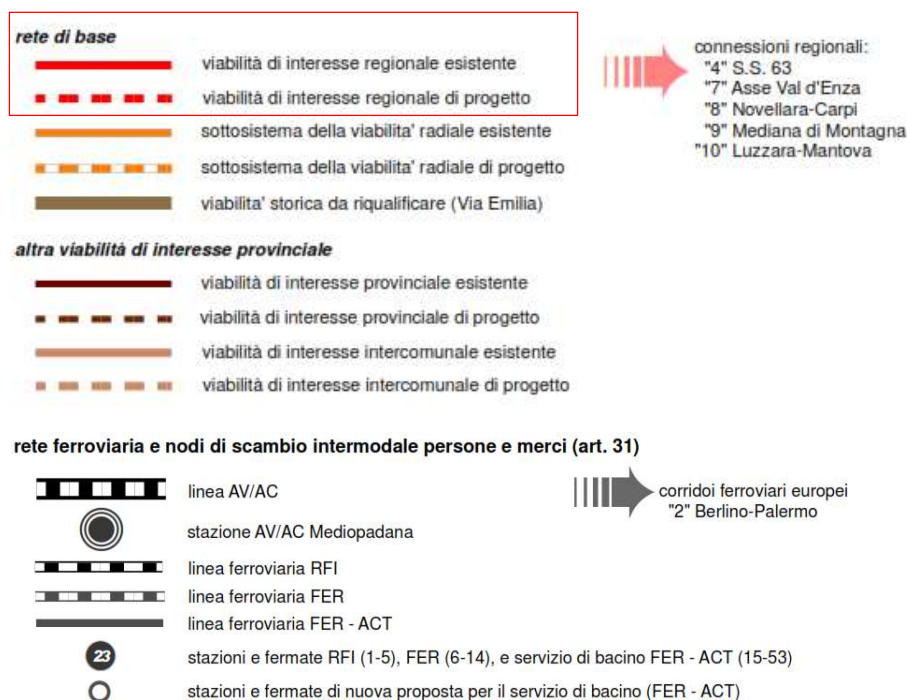 rete di base
viabilità di interesse regionale esistente
viabilità di interesse regionale di progetto
sottosistema della viabilita' radiale esistente
sottosistema della viabilita' radiale di progetto
viabilita' storica da riqualificare (Via Emilia)
connessioni regionali:
"4" S.S. 63
"7" Asse Val d'Enza
"8" Novellara-Carpi
"9" Mediana di Montagna
"10" Luzzara-Mantova
altra viabilità di interesse provinciale
viabilità di interesse provinciale esistente
viabilità di interesse provinciale di progetto
viabilità di interesse intercomunale esistente
viabilità di interesse intercomunale di progetto
rete ferroviaria e nodi di scambio intermodale persone e merci (art. 31)
linea AV/AC
stazione AV/AC Mediopadana
linea ferroviaria RFI
linea ferroviaria FER
linea ferroviaria FER - ACT
23 stazioni e fermate RFI (1-5), FER (6-14), e servizio di bacino FER - ACT (15-53)
stazioni e fermate di nuova proposta per il servizio di bacino (FER - ACT)
corridoi ferroviari europei
"2" Berlino-Palermo